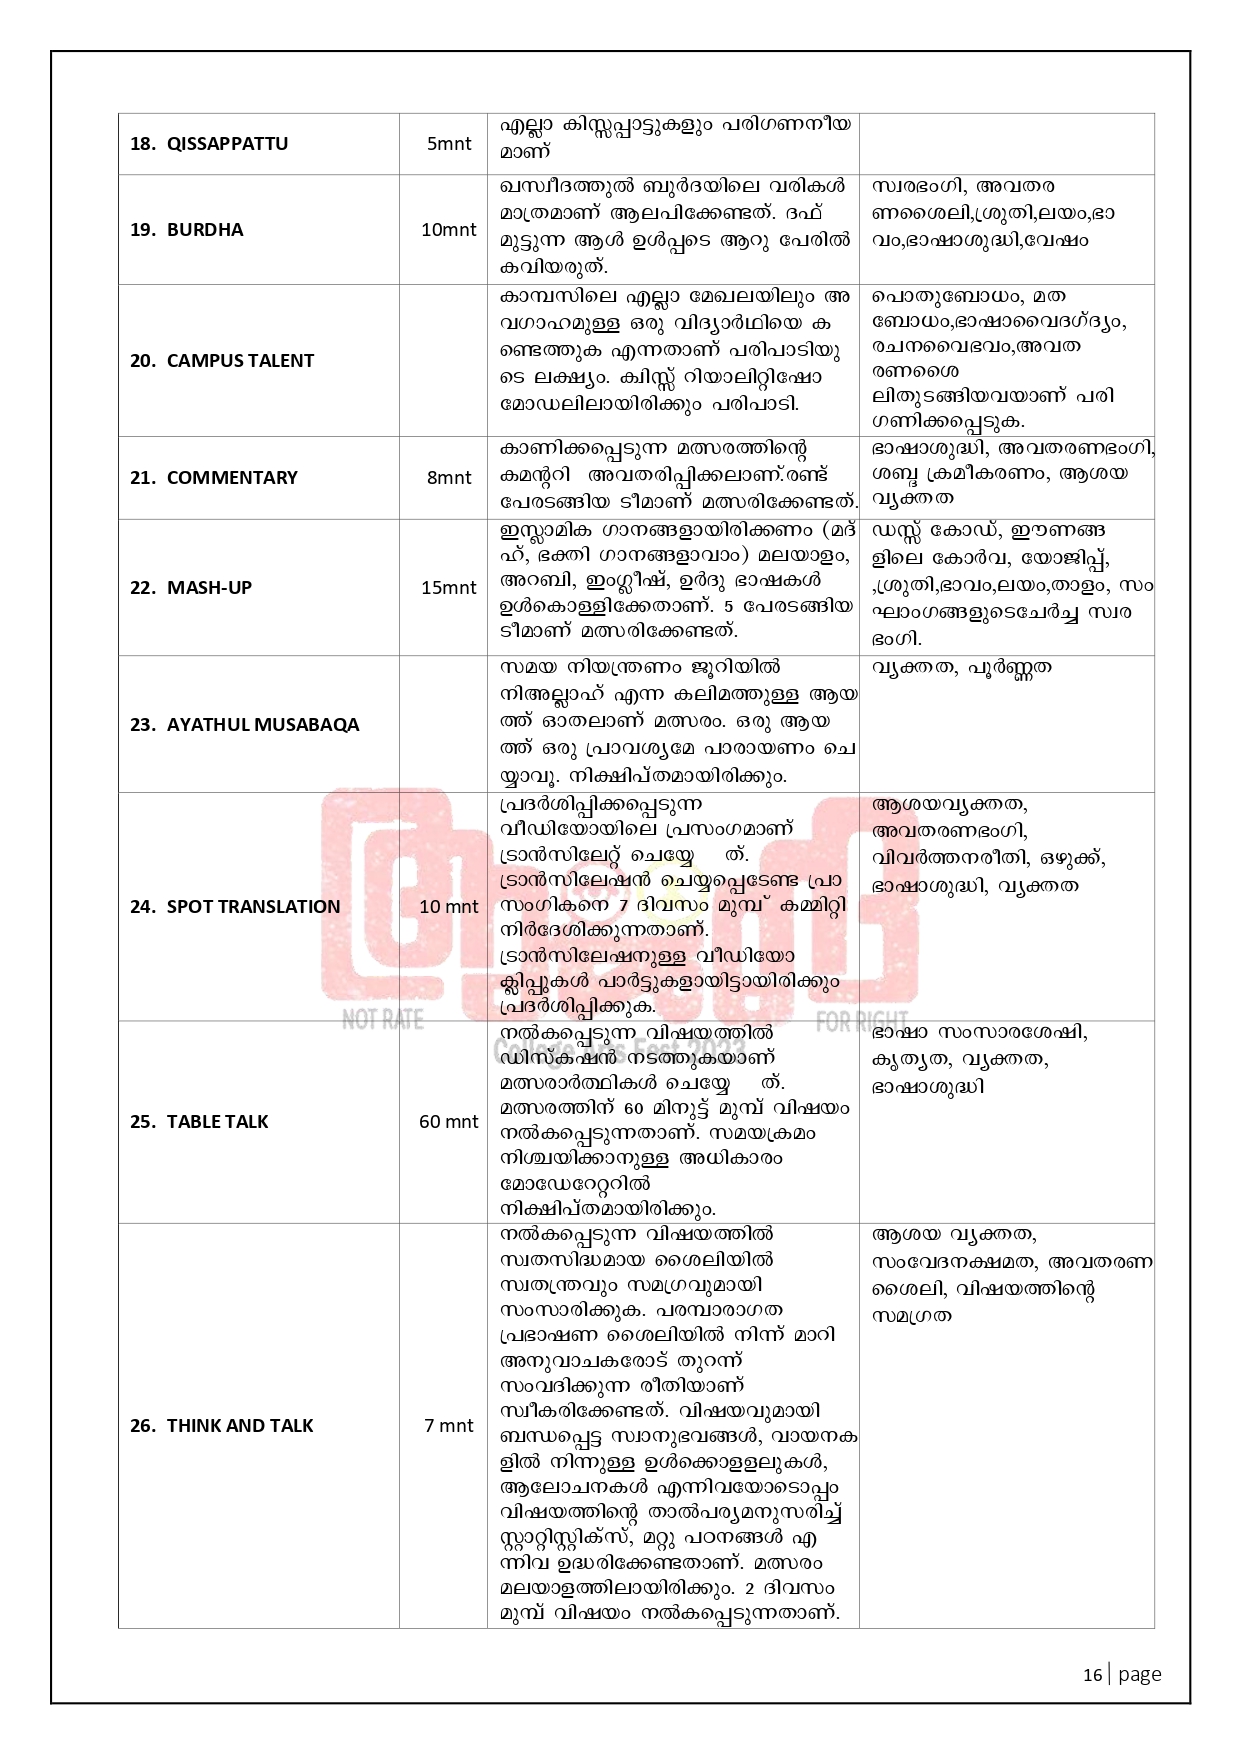 18. QISSAPPATTU
5mnt
എല്ലാ കിസ്സപ്പാട്ടുകളും പരിഗണനീയ
മാണ്
19. BURDHA
10mnt
ഖസ്വീദത്തുൽ ബുർദയിലെ വരികൾ
മാത്രമാണ് ആലപിക്കേണ്ടത്. ദഫ്
മുട്ടുന്ന ആൾ ഉൾപ്പടെ ആറു പേരിൽ
കവിയരുത്.
സ്വരഭംഗി, അവതര
ണശൈലി,ശ്രുതി,ലയം,ഭാ
വം,ഭാഷാശുദ്ധി,വേഷം
20. CAMPUS TALENT
കാമ്പസിലെ എല്ലാ മേഖലയിലും അ
വഗാഹമുള്ള ഒരു വിദ്യാർഥിയെ ക
ണ്ടെത്തുക എന്നതാണ് പരിപാടിയു
ടെ ലക്ഷ്യം. ക്വിസ്സ് റിയാലിറ്റിഷോ
മോഡലിലായിരിക്കും പരിപാടി.
പൊതുബോധം, മത
ബോധം,ഭാഷാവൈദഗ്ദ്യം,
രചനവൈഭവം,അവത
രണശൈ
ലിതുടങ്ങിയവയാണ് പരി
ഗണിക്കപ്പെടുക.
21. COMMENTARY
8mnt
കാണിക്കപ്പെടുന്ന മത്സരത്തിന്റെ
കമന്ററി അവതരിപ്പിക്കലാണ്.രണ്ട്
പേരടങ്ങിയ ടീമാണ് മത്സരിക്കേണ്ടത്.
ഭാഷാശുദ്ധി, അവതരണഭംഗി,
ശബ്ദ ക്രമീകരണം, ആശയ
വ്യക്തത
22. MASH-UP
15mnt
ഇസ്ലാമിക ഗാനങ്ങളായിരിക്കണം (മദ്
ഹ്, ഭക്തി ഗാനങ്ങളാവാം) മലയാളം,
അറബി, ഇംഗ്ലീഷ്, ഉർദു ഭാഷകൾ
ഉൾകൊള്ളിക്കേതാണ്. 5 പേരടങ്ങിയ
ടീമാണ് മത്സരിക്കേണ്ടത്.
ഡസ്സ് കോഡ്, ഈണങ്ങ
ളിലെ കോർവ, യോജിപ്പ്,
,ശ്രുതി,ഭാവം,ലയം,താളം, സം
ഘാംഗങ്ങളുടെചേർച്ച സ്വര
ഭംഗി.
23. AYATHUL MUSABAQA
സമയ നിയന്ത്രണം ജൂറിയിൽ
നിഅല്ലാഹ് എന്ന കലിമത്തുള്ള ആയ
ത്ത് ഓതലാണ് മത്സരം. ഒരു ആയ
ത്ത് ഒരു പ്രാവശ്യമേ പാരായണം ചെ
യ്യാവൂ. നിക്ഷിപ്തമായിരിക്കും.
വ്യക്തത, പൂർണ്ണത
24. SPOT TRANSLATION
10 mnt
പ്രദർശിപ്പിക്കപ്പെടുന്ന
വീഡിയോയിലെ പ്രസംഗമാണ്
ട്രാൻസിലേറ്റ് ചെയ്യേ ത്.
ട്രാൻസിലേഷൻ ചെയ്യപ്പെടേണ്ട പ്രാ
സംഗികനെ 7 ദിവസം മുമ്പ് കമ്മിറ്റി
നിർദേശിക്കുന്നതാണ്.
ട്രാൻസിലേഷനുള്ള വീഡിയോ
ക്ലിപ്പുകൾ പാർട്ടുകളായിട്ടായിരിക്കും
പ്രദർശിപ്പിക്കുക.
ആശയവ്യക്തത,
അവതരണഭംഗി,
വിവർത്തനരീതി, ഒഴുക്ക്,
ഭാഷാശുദ്ധി, വ്യക്തത
NOT RATE
FOR RIGHT
College Arts Fest 2023
25. TABLE TALK
60 mnt
നൽകപ്പെടുന്ന വിഷയത്തിൽ
ഡിസ്കഷൻ നടത്തുകയാണ്
മത്സരാർത്ഥികൾ ചെയ്യേ ത്.
മത്സരത്തിന് 60 മിനുട്ട് മുമ്പ് വിഷയം
നൽകപ്പെടുന്നതാണ്. സമയക്രമം
നിശ്ചയിക്കാനുള്ള അധികാരം
മോഡേറേറ്ററിൽ
നിക്ഷിപ്തമായിരിക്കും.
ഭാഷാ സംസാരശേഷി,
കൃത്യത, വ്യക്തത,
ഭാഷാശുദ്ധി
26. THINK AND TALK
7 mnt
നൽകപ്പെടുന്ന വിഷയത്തിൽ
സ്വതസിദ്ധമായ ശൈലിയിൽ
സ്വതന്ത്രവും സമഗ്രവുമായി
സംസാരിക്കുക. പരമ്പാരാഗത
പ്രഭാഷണ ശൈലിയിൽ നിന്ന് മാറി
അനുവാചകരോട് തുറന്ന്
സംവദിക്കുന്ന രീതിയാണ്
സ്വീകരിക്കേണ്ടത്. വിഷയവുമായി
ബന്ധപ്പെട്ട സ്വാനുഭവങ്ങൾ, വായനക
ളിൽ നിന്നുള്ള ഉൾക്കൊളളലുകൾ,
ആലോചനകൾ എന്നിവയോടൊപ്പം
വിഷയത്തിന്റെ താൽപര്യമനുസരിച്ച്
സ്റ്റാറ്റിസ്റ്റിക്സ്, മറ്റു പഠനങ്ങൾ എ
ന്നിവ ഉദ്ധരിക്കേണ്ടതാണ്. മത്സരം
മലയാളത്തിലായിരിക്കും. 2 ദിവസം
മുമ്പ് വിഷയം നൽകപ്പെടുന്നതാണ്.
ആശയ വ്യക്തത,
സംവേദനക്ഷമത, അവതരണ
ശൈലി, വിഷയത്തിന്റെ
സമഗ്രത
16 | page